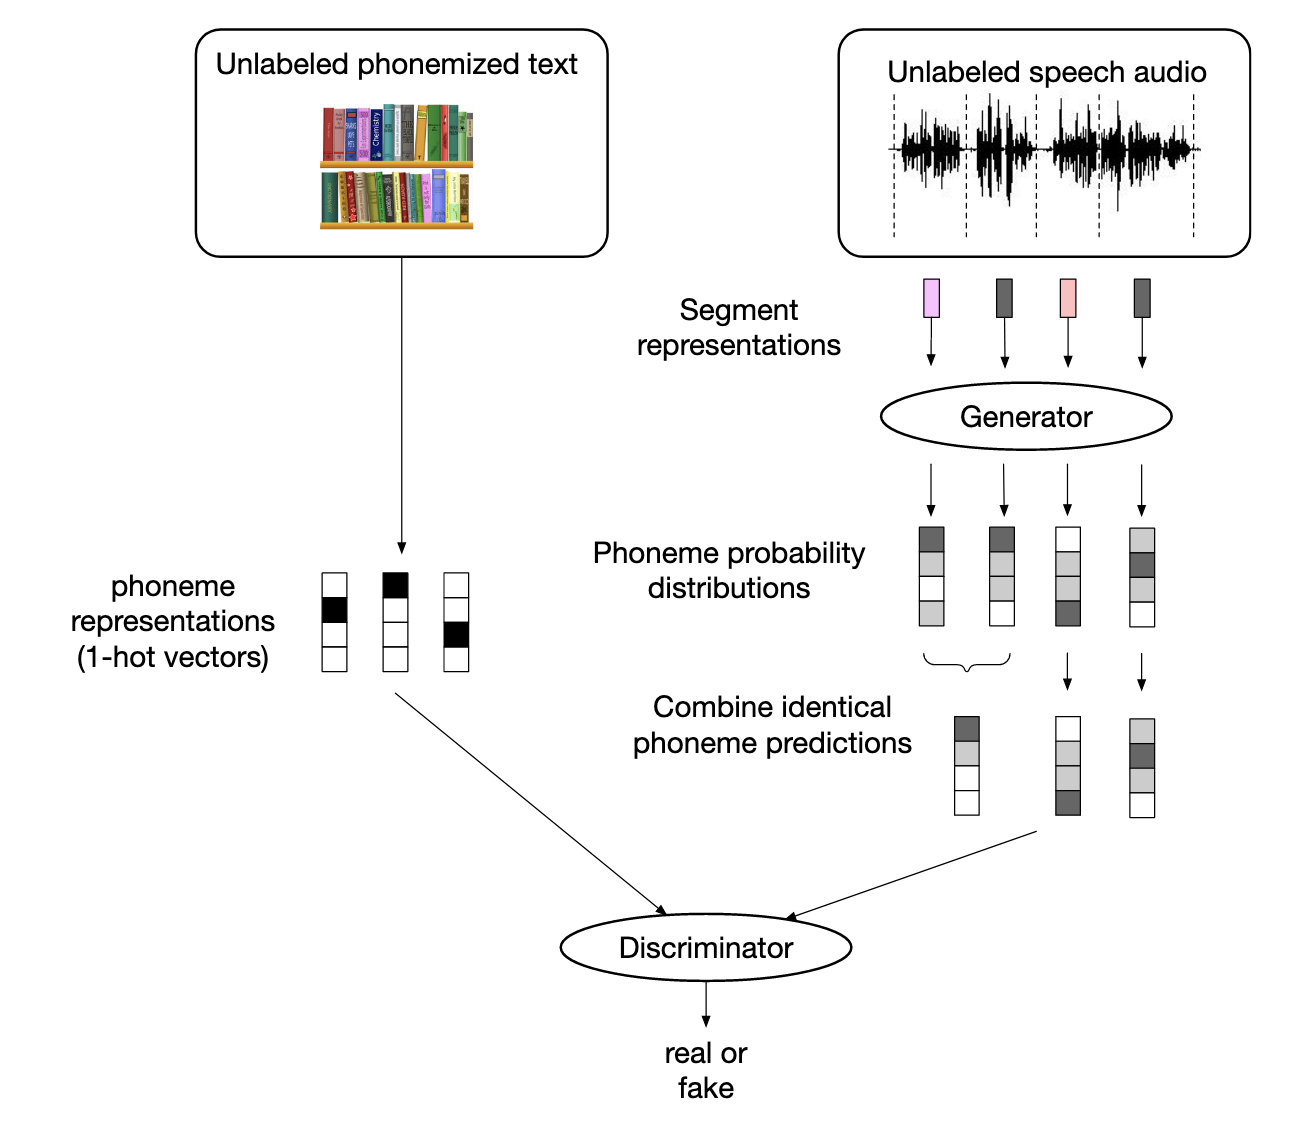 Unlabeled phonemized text
Chemistry
Unlabeled speech audio
Segment
representations
Generator
Phoneme probability
distributions
phoneme
representations
(1-hot vectors)
Combine identical
phoneme predictions
Discriminator
real or
fake